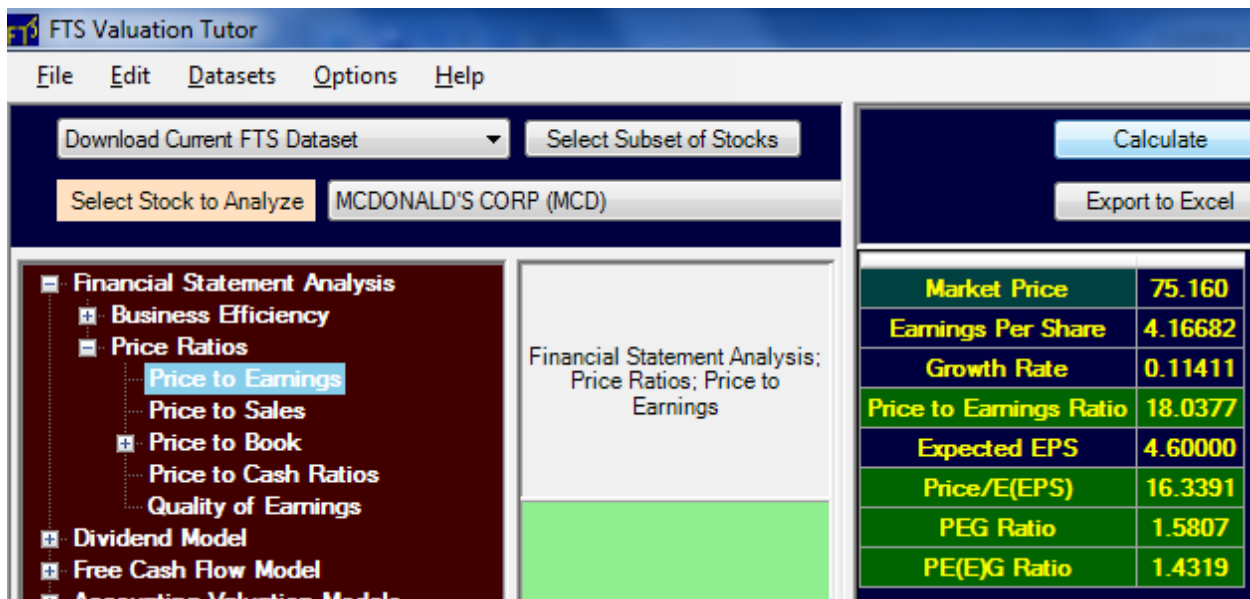 FTS Valuation Tutor
File Edit Datasets Options Help
Download Current FTS Dataset
Select Subset of Stocks
Calculate
Select Stock to Analyze
MCDONALD'S CORP (MCD)
Export to Excel
Financial Statement Analysis
Business Efficiency
Price Ratios
Price to Earnings
Price to Sales
Price to Book
Price to Cash Ratios
Quality of Earnings
Dividend Model
Free Cash Flow Model
Accounting Valuation Models
Financial Statement Analysis;
Price Ratios; Price to
Earnings
Market Price 75.160
Earnings Per Share 4.16682
Growth Rate 0.11411
Price to Earnings Ratio 18.0377
Expected EPS 4.60000
Price/E(EPS) 16.3391
PEG Ratio 1.5807
PE(E)G Ratio 1.4319